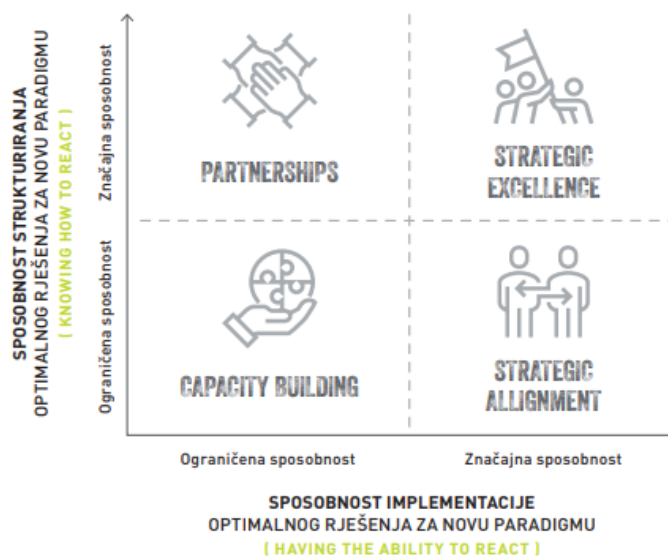 SPOSOBNOST STRUKTURIRANJA
OPTIMALNOG RJEŠENJA ZA NOVU PARADIGMU
( KNOWING HOW TO REACT )
Značajna sposobnost
Ograničena sposobnost
PARTNERSHIPS
STRATEGIC
EXCELLENCE
CAPACITY BUILDING
STRATEGIC
ALLIGNMENT
Ograničena sposobnost
Značajna sposobnost
SPOSOBNOST IMPLEMENTACIJE
OPTIMALNOG RJEŠENJA ZA NOVU PARADIGMU
( HAVING THE ABILITY TO REACT )